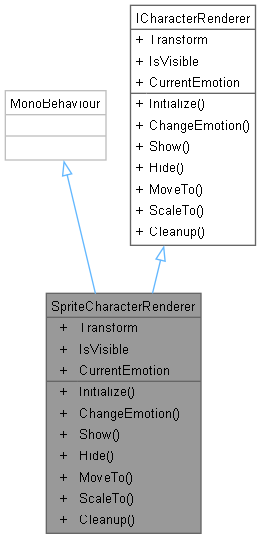 ICharacterRenderer
+ Transform
+ IsVisible
+ CurrentEmotion
+ Initialize()
+ ChangeEmotion()
+ Show()
+ Hide()
+ MoveTo()
+ ScaleTo()
+ Cleanup()
MonoBehaviour
SpriteCharacterRenderer
+ Transform
+ IsVisible
+ CurrentEmotion
+ Initialize()
+ ChangeEmotion()
+ Show()
+ Hide()
+ MoveTo()
+ ScaleTo()
+ Cleanup()